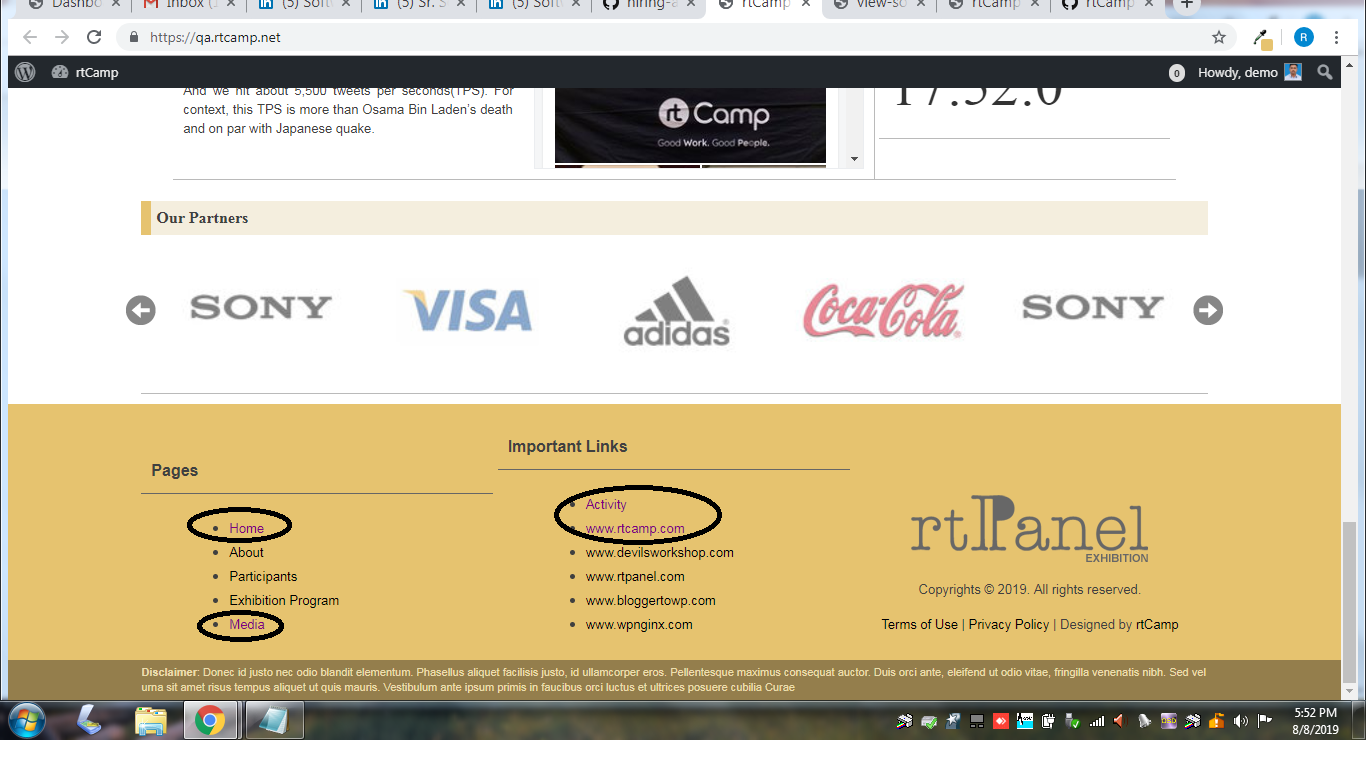 Dashbo
Inbox (
(5) Softw
(5) Sr. S
(5) Softw
hiring-a
rtCamp
view-so
rtCamp
rtCamp
https://qa.rtcamp.net
R
rtCamp
0
Howdy, demo
And we hit about 5,500 tweets per seconds(TPS). For
context, this TPS is more than Osama Bin Laden's death
and on par with Japanese quake.
rt Camp
Good Work. Good People.
17:52:0
Our Partners
SONY
VISA
adidas
Coca-Cola
SONY
Pages
Home
About
Participants
Exhibition Program
Media
Important Links
Activity
www.rtcamp.com
www.devilsworkshop.com
www.rtpanel.com
www.bloggertowp.com
www.wpnginx.com
rtPanel
EXHIBITION
Copyrights © 2019. All rights reserved.
Terms of Use | Privacy Policy | Designed by rtCamp
Disclaimer: Donec id justo nec odio blandit elementum. Phasellus aliquet facilisis justo, id ullamcorper eros. Pellentesque maximus consequat auctor. Duis orci ante, eleifend ut odio vitae, fringilla venenatis nibh. Sed vel
urna sit amet risus tempus aliquet ut quis mauris. Vestibulum ante ipsum primis in faucibus orci luctus et ultrices posuere cubilia Curae
5:52 PM
8/8/2019